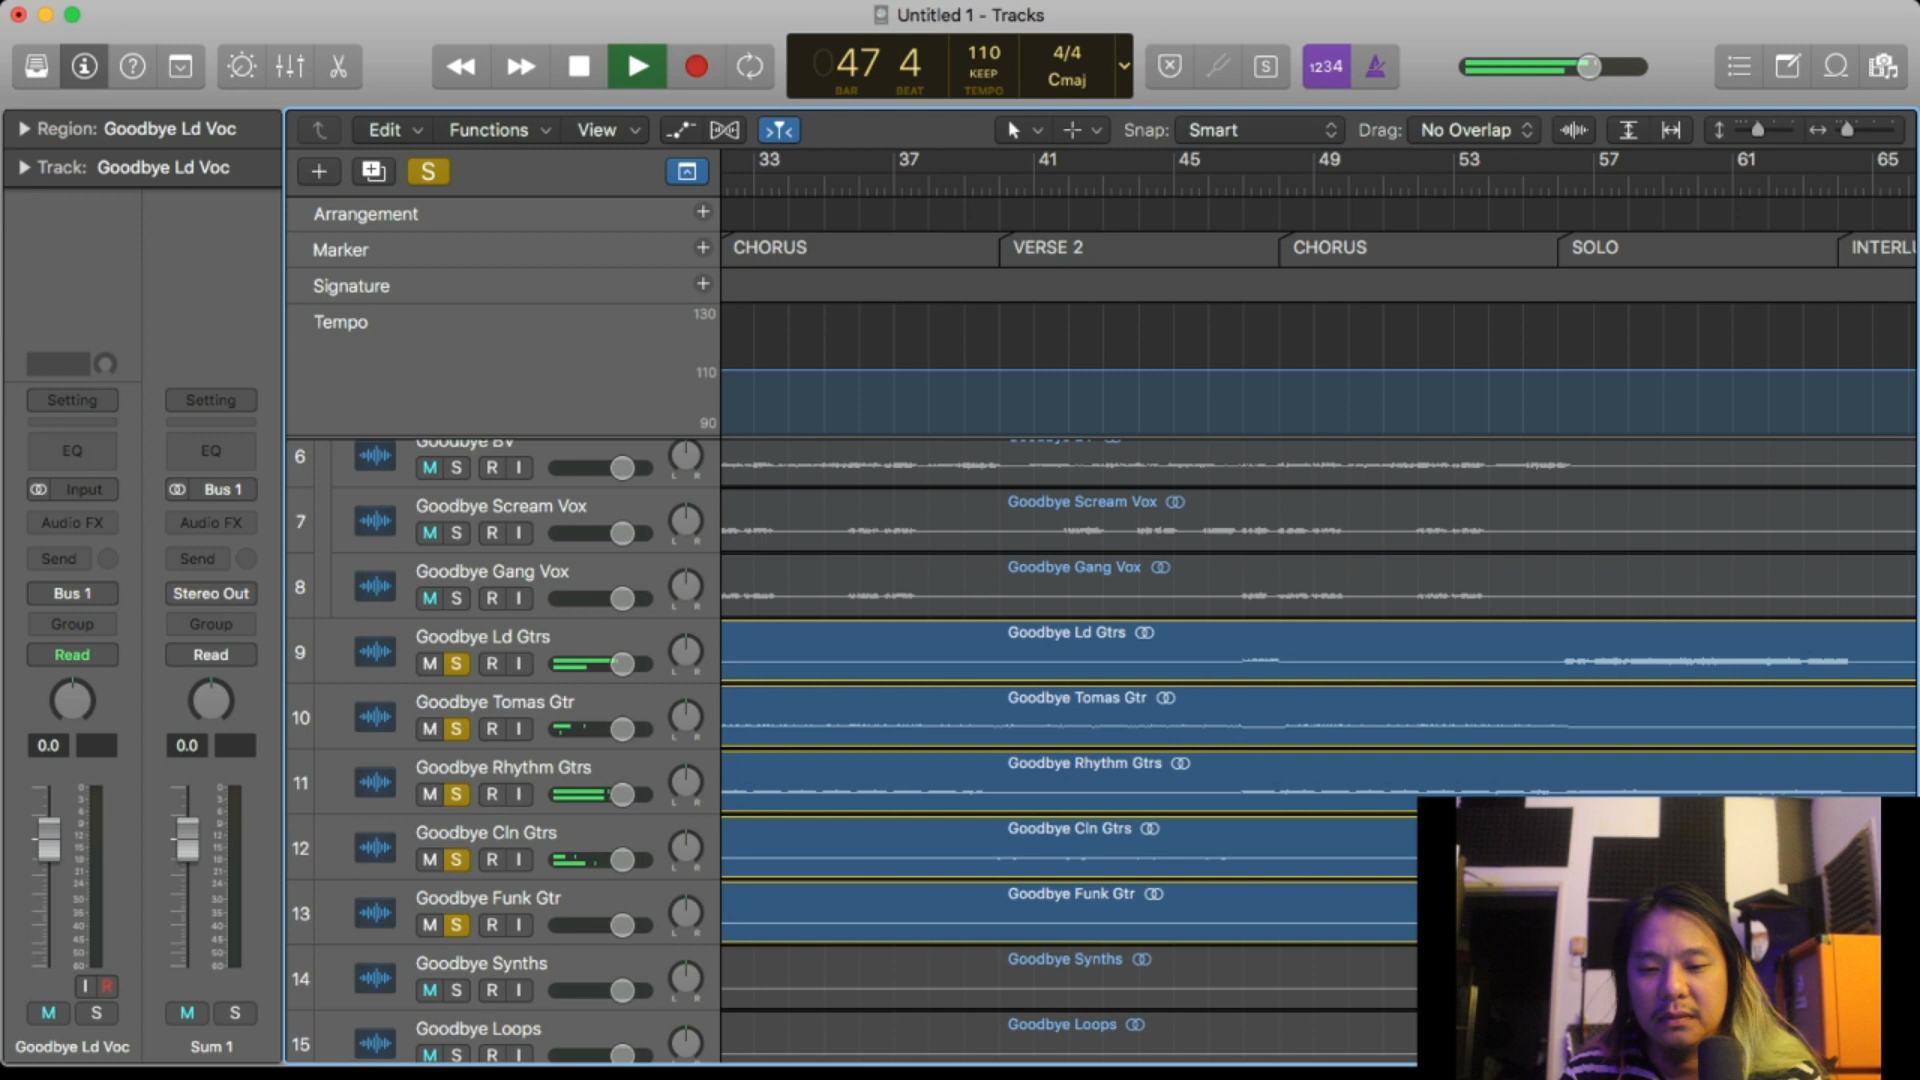 Untitled 1 - Tracks
47 4
BAR BEAT
110
KEEP
TEMPO
4/4
Cmaj
S
1234
Region: Goodbye Ld Voc
Track: Goodbye Ld Voc
Edit Functions View
Snap: Smart
Drag: No Overlap
S
33 37 41 45 49 53 57 61 65
Arrangement
Marker
CHORUS VERSE 2 CHORUS SOLO INTERLU
Signature
Tempo
130
110
90
Setting Setting
EQ EQ
Input Bus 1
Audio FX Audio FX
Send Send
Bus 1 Stereo Out
Group Group
Read Read
0.0 0.0
I R
M S M S
Goodbye Ld Voc Sum 1
6 Goodbye BV
M S R I L R
7 Goodbye Scream Vox
M S R I L R
Goodbye Scream Vox
8 Goodbye Gang Vox
M S R I L R
Goodbye Gang Vox
9 Goodbye Ld Gtrs
M S R I L R
Goodbye Ld Gtrs
10 Goodbye Tomas Gtr
M S R I L R
Goodbye Tomas Gtr
11 Goodbye Rhythm Gtrs
M S R I L R
Goodbye Rhythm Gtrs
12 Goodbye Cln Gtrs
M S R I L R
Goodbye Cln Gtrs
13 Goodbye Funk Gtr
M S R I L R
Goodbye Funk Gtr
14 Goodbye Synths
M S R I L R
Goodbye Synths
15 Goodbye Loops
M S R I
Goodbye Loops